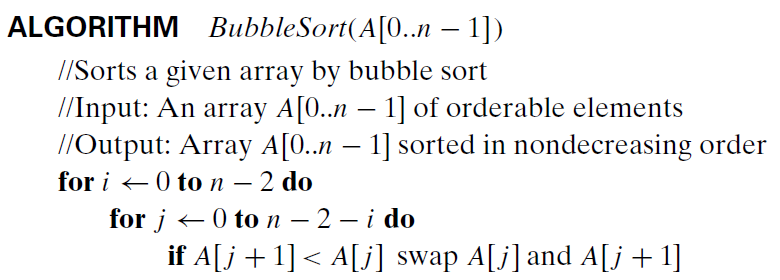 ALGORITHM BubbleSort(A[0..n − 1])
//Sorts a given array by bubble sort
//Input: An array A[0..n − 1] of orderable elements
//Output: Array A[0..n − 1] sorted in nondecreasing order
for i ← 0 to n − 2 do
for j ← 0 to n − 2 − i do
if A[j + 1] < A[j] swap A[j] and A[j + 1]